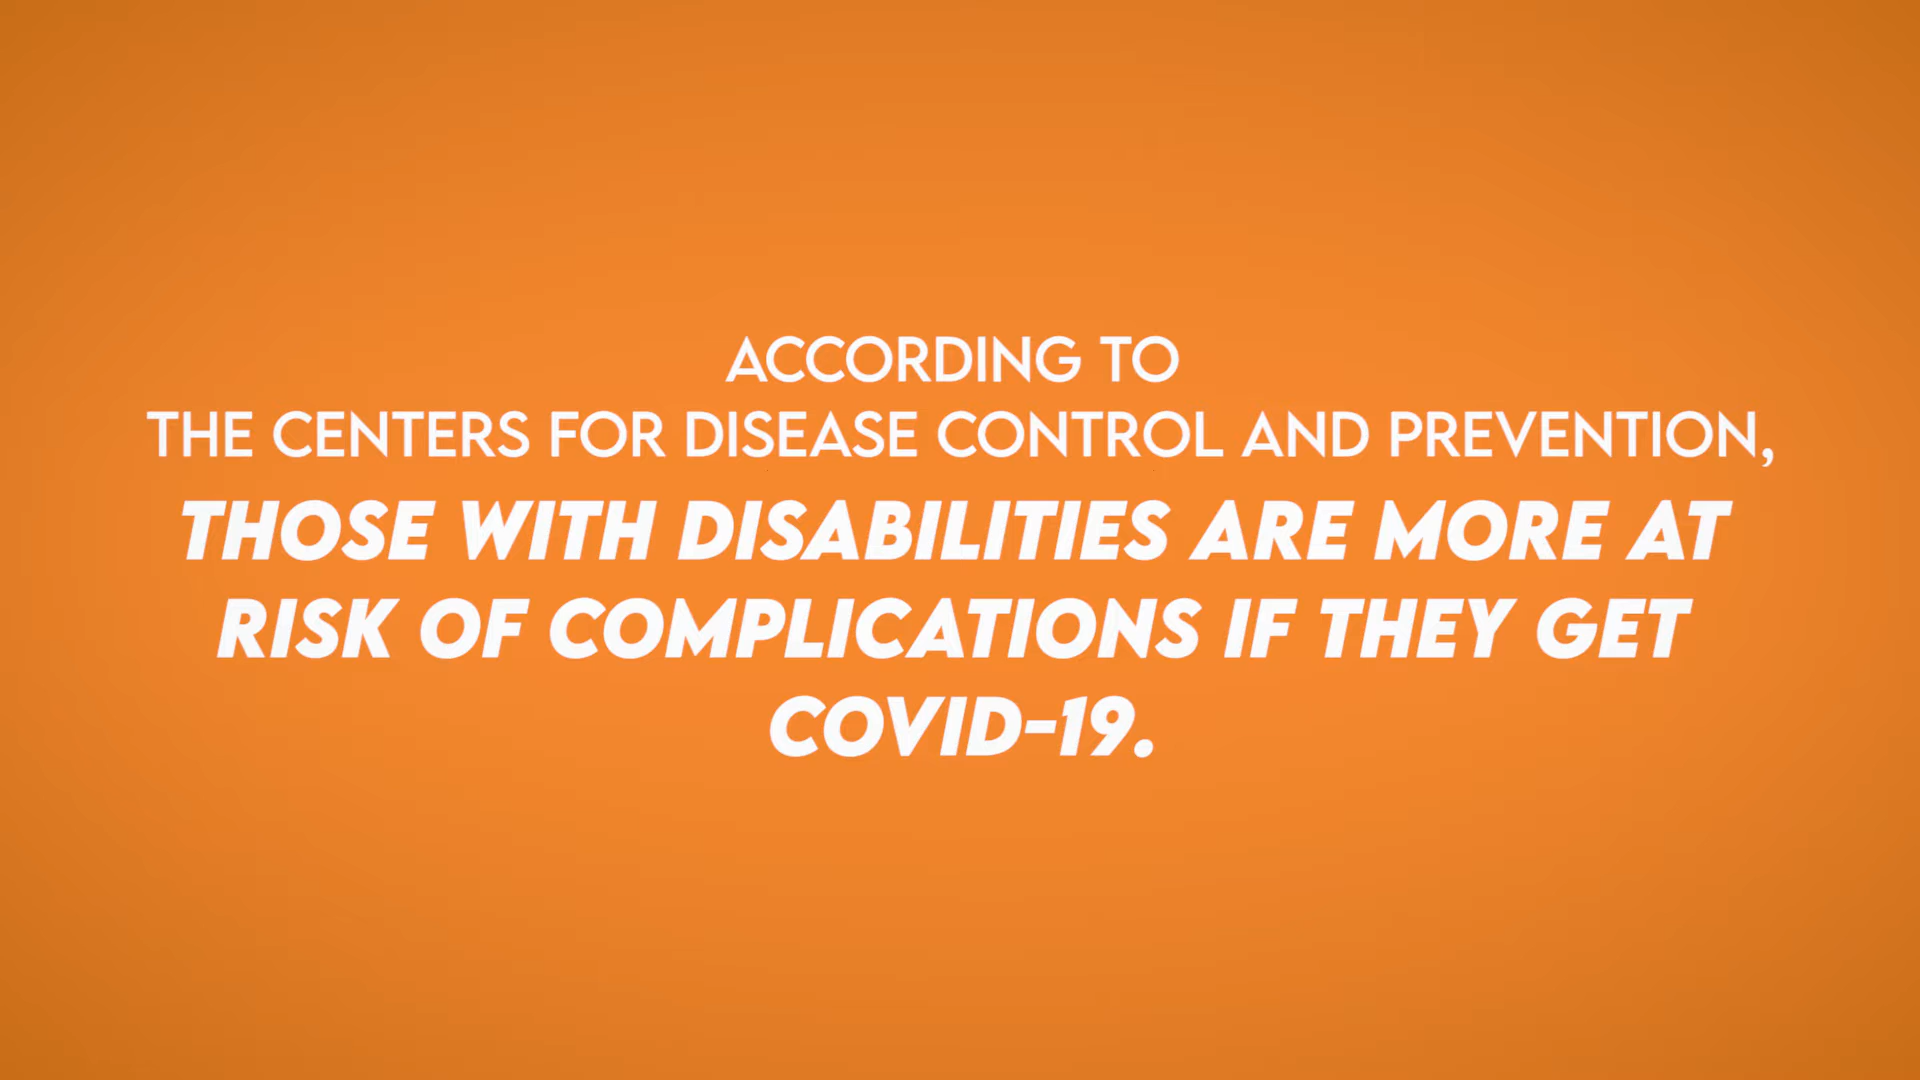 ACCORDING TO
THE CENTERS FOR DISEASE CONTROL AND PREVENTION,
THOSE WITH DISABILITIES ARE MORE AT
RISK OF COMPLICATIONS IF THEY GET
COVID-19.